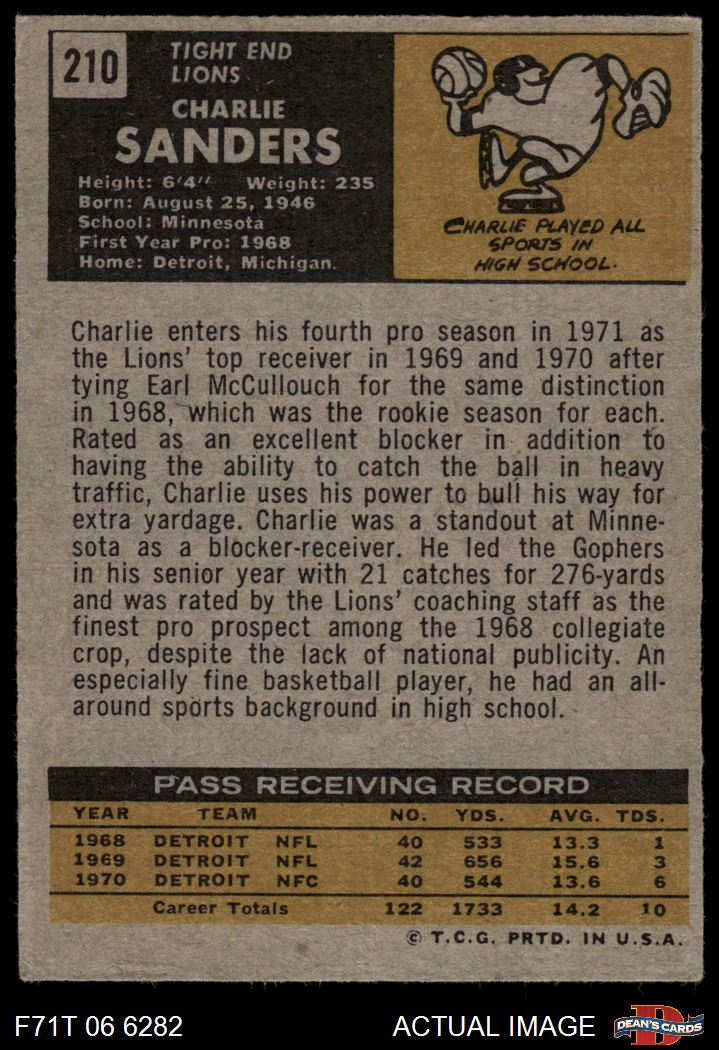 210
TIGHT END
LIONS
CHARLIE
SANDERS
Height: 6'4" Weight: 235
Born: August 25, 1946
School: Minnesota
First Year Pro: 1968
Home: Detroit, Michigan.
CHARLIE PLAYED ALL
SPORTS IN
HIGH SCHOOL.
Charlie enters his fourth pro season in 1971 as
the Lions' top receiver in 1969 and 1970 after
tying Earl McCullouch for the same distinction
in 1968, which was the rookie season for each.
Rated as an excellent blocker in addition to
having the ability to catch the ball in heavy
traffic, Charlie uses his power to bull his way for
extra yardage. Charlie was a standout at Minne-
sota as a blocker-receiver. He led the Gophers
in his senior year with 21 catches for 276-yards
and was rated by the Lions' coaching staff as the
finest pro prospect among the 1968 collegiate
crop, despite the lack of national publicity. An
especially fine basketball player, he had an all-
around sports background in high school.
PASS RECEIVING RECORD
YEAR TEAM NO. YDS. AVG. TDS.
1968 DETROIT NFL 40 533 13.3 1
1969 DETROIT NFL 42 656 15.6 3
1970 DETROIT NFC 40 544 13.6 6
Career Totals 122 1733 14.2 10
© T.C.G. PRTD. IN U.S.A.
F71T 06 6282 ACTUAL IMAGE D DEAN'S CARDS